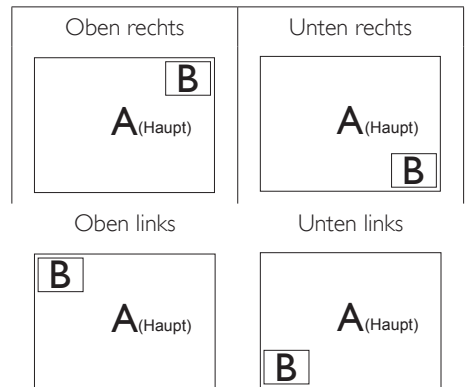 Oben rechts
Unten rechts
B
A(Haupt)
A(Haupt)
B
Oben links
Unten links
B
A(Haupt)
A(Haupt)
B